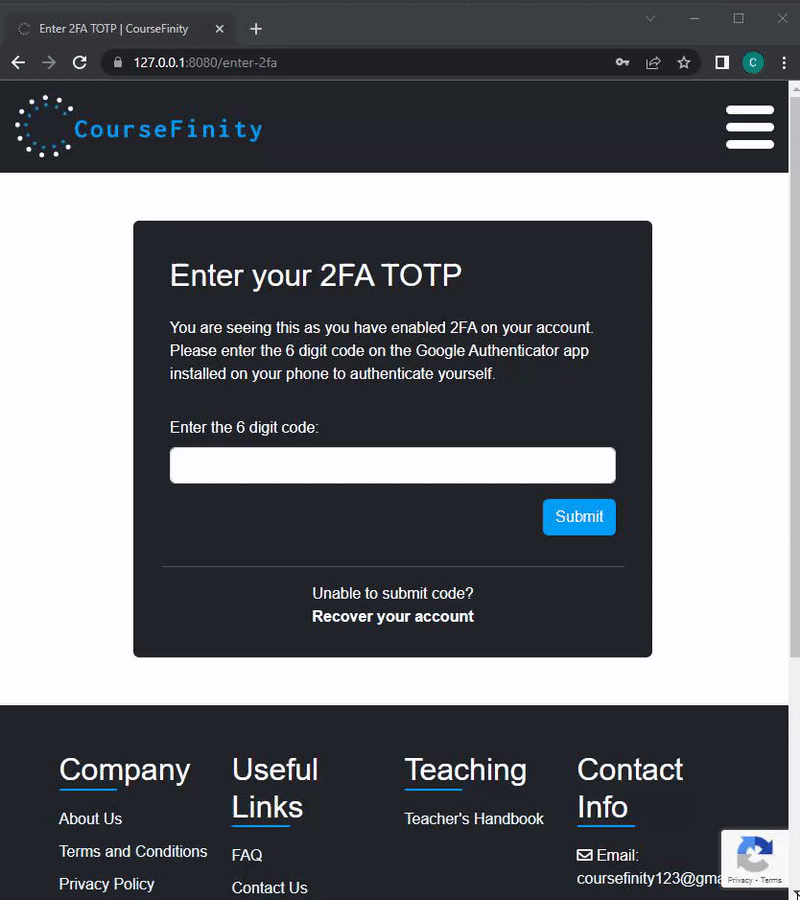 Enter 2FA TOTP | CourseFinity
127.0.0.1:8080/enter-2fa
C
CourseFinity
Enter your 2FA TOTP
You are seeing this as you have enabled 2FA on your account.
Please enter the 6 digit code on the Google Authenticator app
installed on your phone to authenticate yourself.
Enter the 6 digit code:
Submit
Unable to submit code?
Recover your account
Company
About Us
Terms and Conditions
Privacy Policy
Useful
Links
FAQ
Contact Us
Teaching
Teacher's Handbook
Contact
Info
Email:
coursefinity123@gma
Privacy - Terms